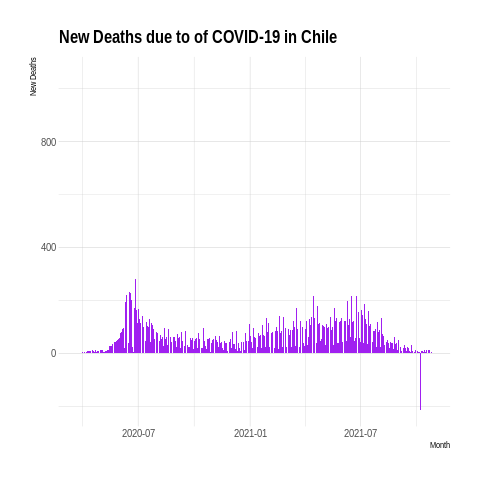 New Deaths due to of COVID-19 in Chile
New Deaths
800
400
0
2020-07
2021-01
2021-07
Month